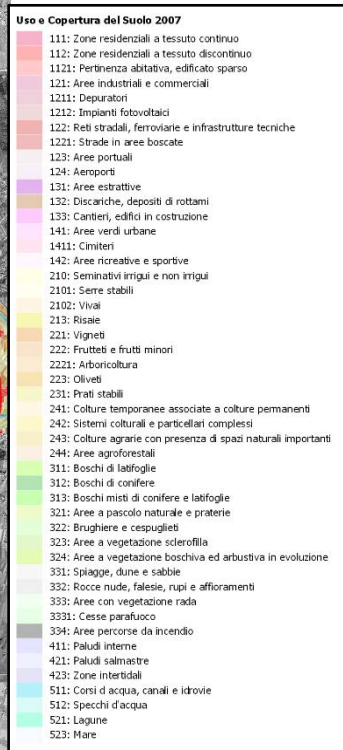 Uso e Copertura del Suolo 2007
111: Zone residenziali a tessuto continuo
112: Zone residenziali a tessuto discontinuo
1121: Pertinenza abitativa, edificato sparso
121: Aree industriali e commerciali
1211: Depuratori
1212: Impianti fotovoltaici
122: Reti stradali, ferroviarie e infrastrutture tecniche
1221: Strade in aree boscate
123: Aree portuali
124: Aeroporti
131: Aree estrattive
132: Discariche, depositi di rottami
133: Cantieri, edifici in costruzione
141: Aree verdi urbane
1411: Cimiteri
142: Aree ricreative e sportive
210: Seminativi irrigui e non irrigui
2101: Serre stabili
2102: Vivai
213: Risaie
221: Vigneti
222: Frutteti e frutti minori
2221: Arboricoltura
223: Oliveti
231: Prati stabili
241: Colture temporanee associate a colture permanenti
242: Sistemi colturali e particellari complessi
243: Colture agrarie con presenza di spazi naturali importanti
244: Aree agroforestali
311: Boschi di latifoglie
312: Boschi di conifere
313: Boschi misti di conifere e latifoglie
321: Aree a pascolo naturale e praterie
322: Brughiere e cespuglieti
323: Aree a vegetazione sclerofilla
324: Aree a vegetazione boschiva ed arbustiva in evoluzione
331: Spiagge, dune e sabbie
332: Rocce nude, falesie, rupi e affioramenti
333: Aree con vegetazione rada
3331: Cesse parafuoco
334: Aree percorse da incendio
411: Paludi interne
421: Paludi salmastre
423: Zone intertidali
511: Corsi d acqua, canali e idrovie
512: Specchi d'acqua
521: Lagune
523: Mare